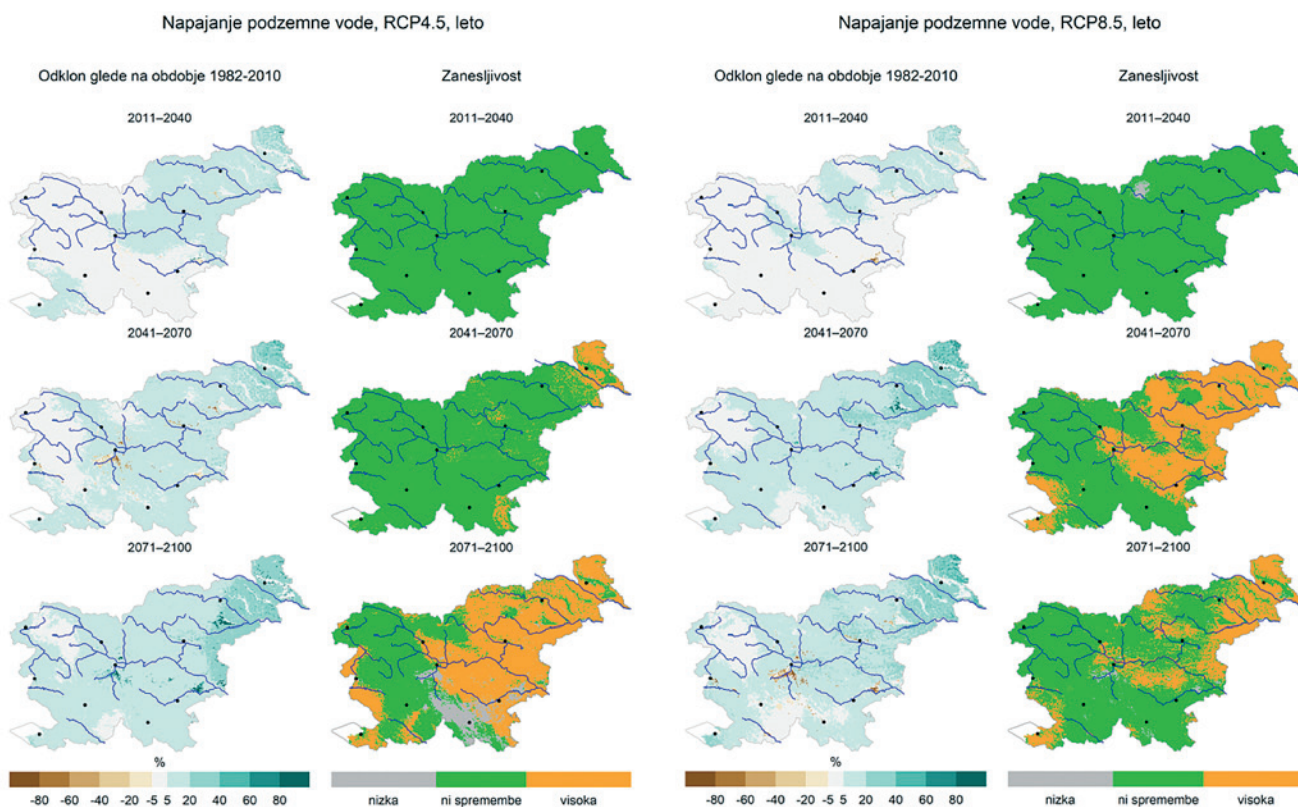 Napajanje podzemne vode, RCP4.5, leto
Odklon glede na obdobje 1982-2010
Zanesljivost
2011–2040
2011–2040
2041–2070
2041–2070
2071–2100
2071–2100
%
-80 -60 -40 -20 -5 5 20 40 60 80
nizka
ni spremembe
visoka
Napajanje podzemne vode, RCP8.5, leto
Odklon glede na obdobje 1982-2010
Zanesljivost
2011–2040
2011–2040
2041–2070
2041–2070
2071–2100
2071–2100
%
-80 -60 -40 -20 -5 5 20 40 60 80
nizka
ni spremembe
visoka